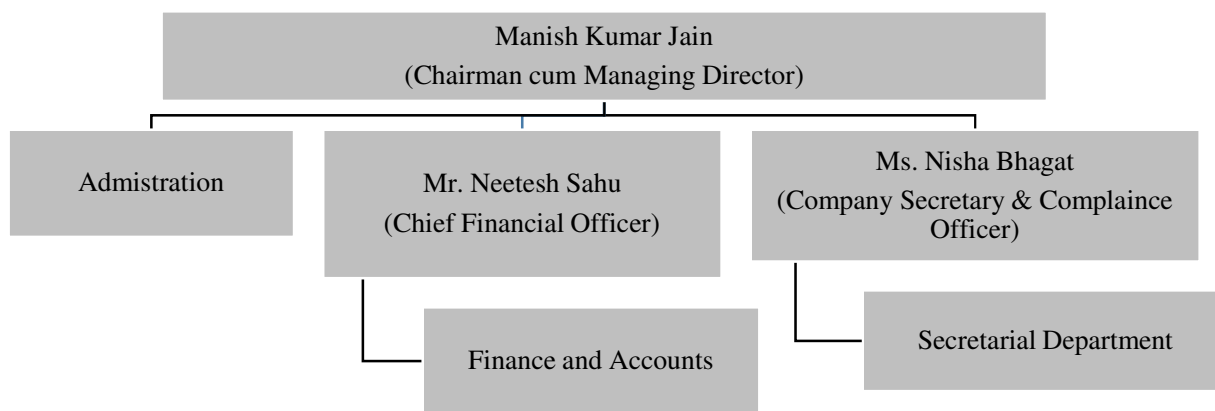 Manish Kumar Jain
(Chairman cum Managing Director)
Admistration
Mr. Neetesh Sahu
(Chief Financial Officer)
Ms. Nisha Bhagat
(Company Secretary & Complaince
Officer)
Finance and Accounts
Secretarial Department